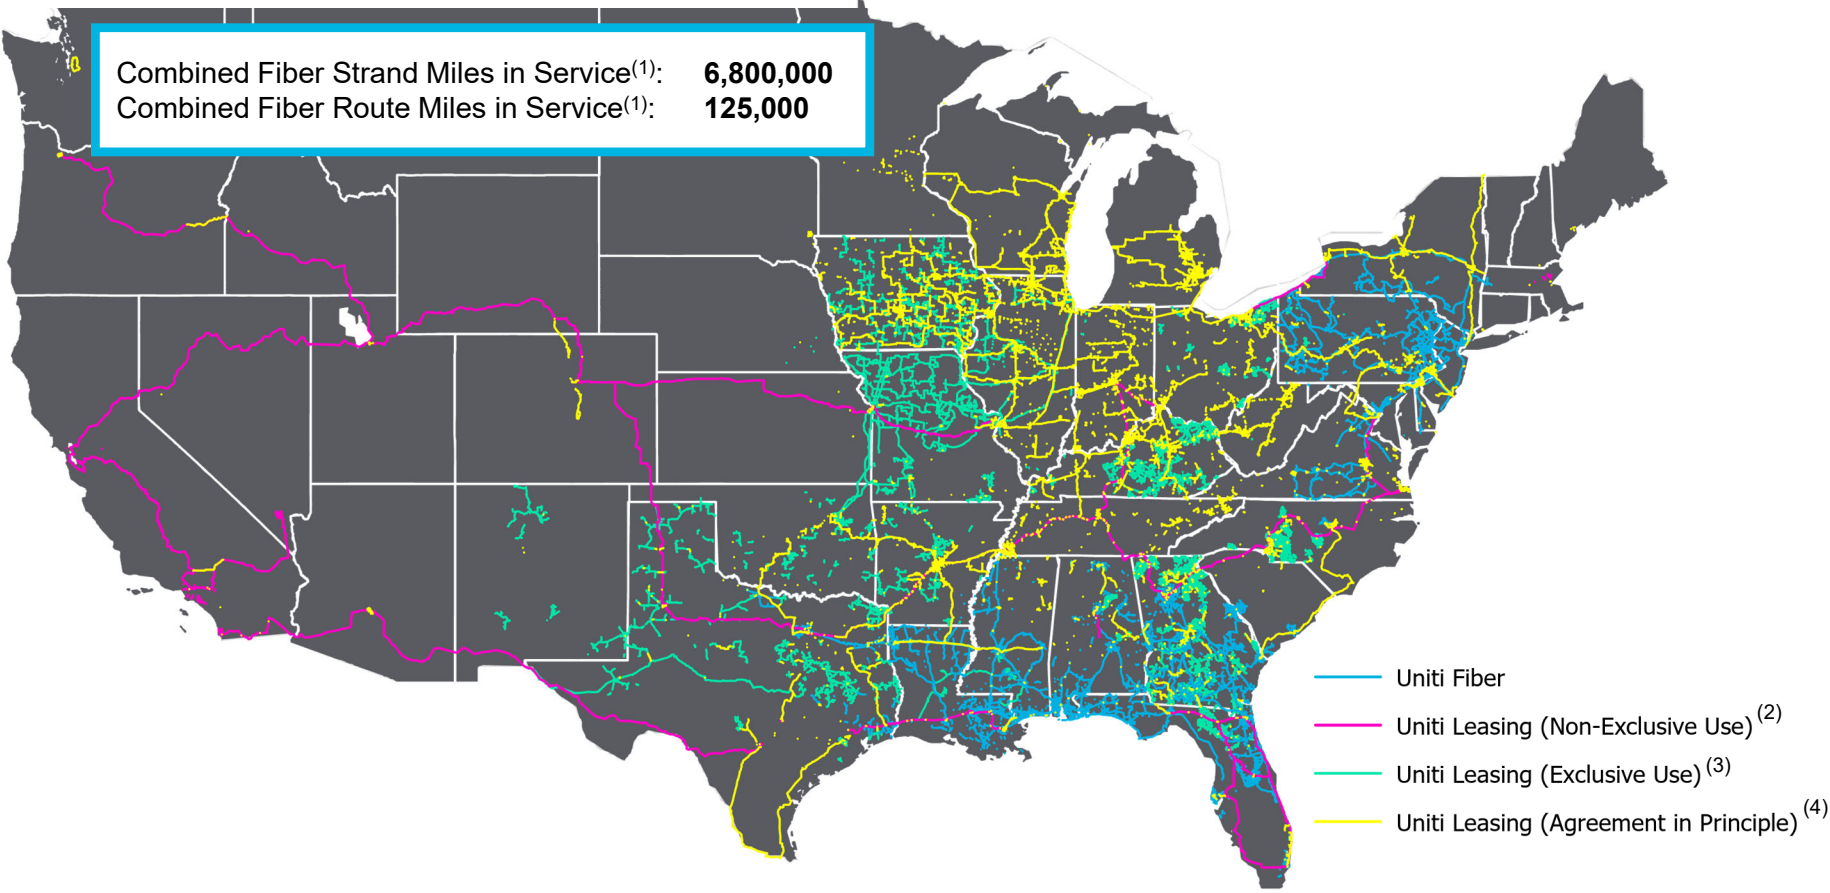 Combined Fiber Strand Miles in Service(1): 6,800,000
Combined Fiber Route Miles in Service(1): 125,000
Uniti Fiber
Uniti Leasing (Non-Exclusive Use) (2)
Uniti Leasing (Exclusive Use) (3)
Uniti Leasing (Agreement in Principle) (4)